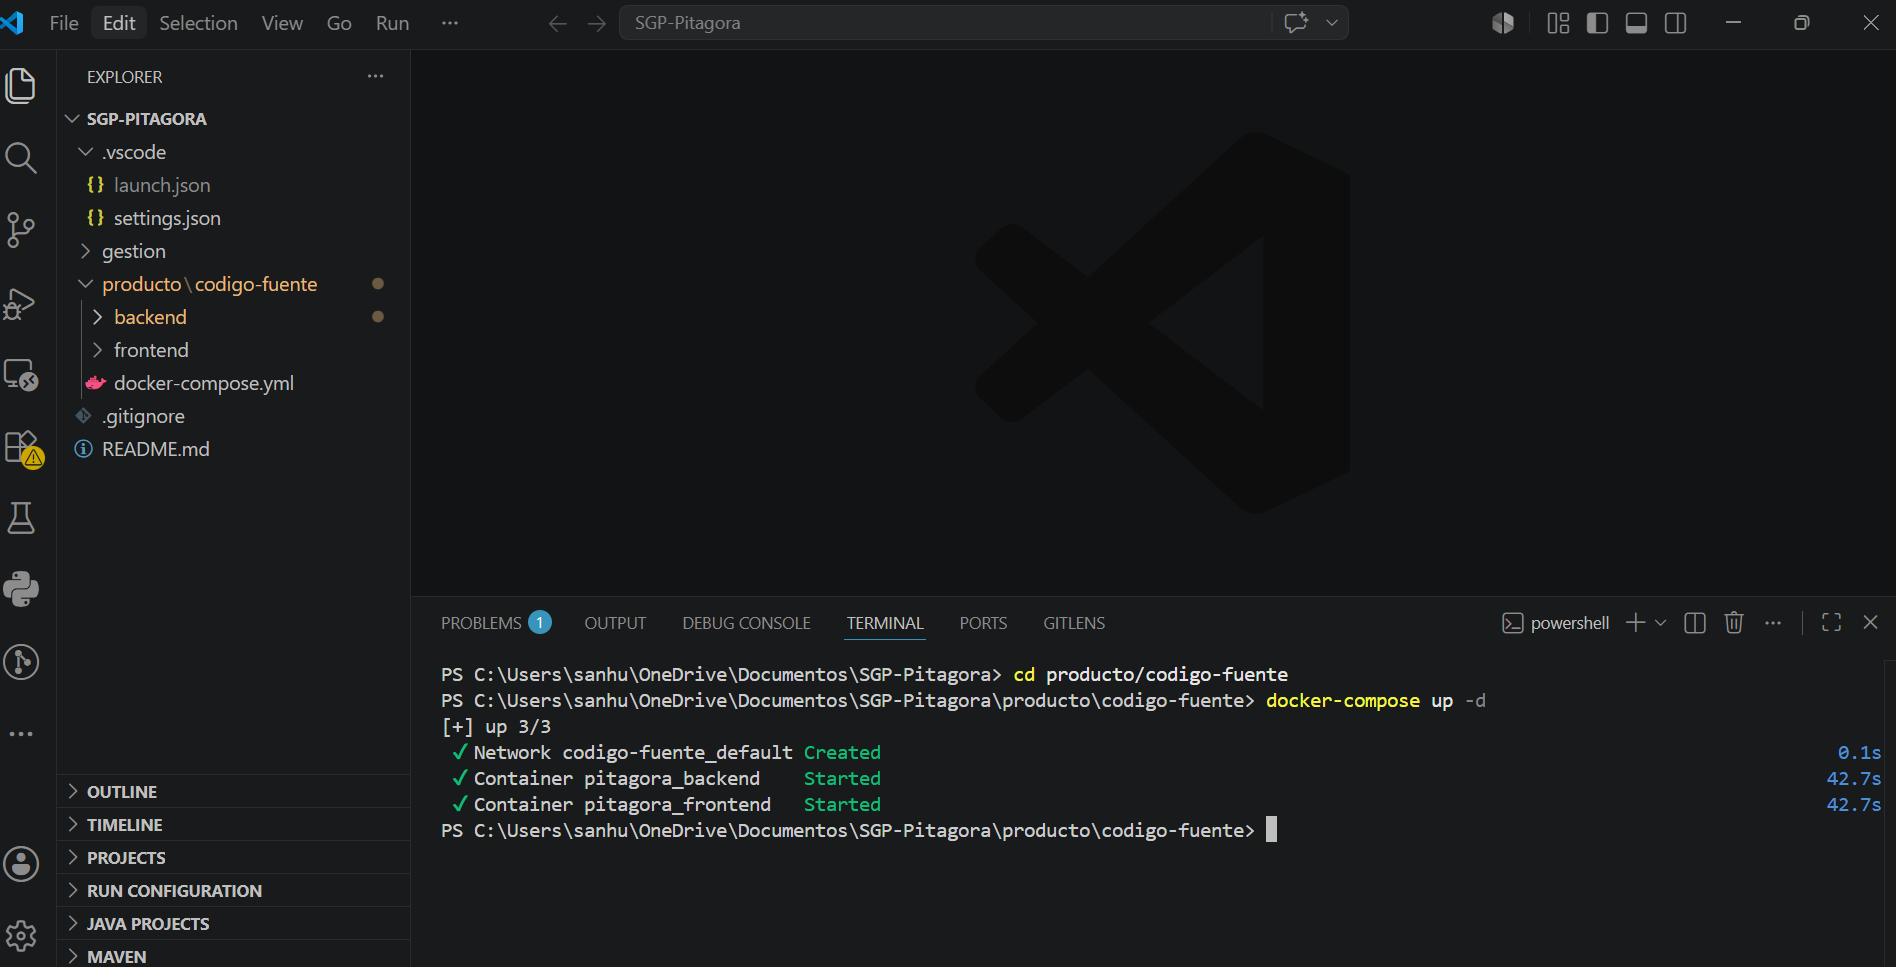 File Edit Selection View Go Run ···
SGP-Pitagora
EXPLORER
SGP-PITAGORA
.vscode
{} launch.json
{} settings.json
gestion
producto\codigo-fuente
backend
frontend
docker-compose.yml
.gitignore
README.md
OUTLINE
TIMELINE
PROJECTS
RUN CONFIGURATION
JAVA PROJECTS
MAVEN
PROBLEMS 1 OUTPUT DEBUG CONSOLE TERMINAL PORTS GITLENS
powershell
PS C:\Users\sanhu\OneDrive\Documentos\SGP-Pitagora> cd producto/codigo-fuente
PS C:\Users\sanhu\OneDrive\Documentos\SGP-Pitagora\producto\codigo-fuente> docker-compose up -d
[+] up 3/3
✓ Network codigo-fuente_default Created 0.1s
✓ Container pitagora_backend Started 42.7s
✓ Container pitagora_frontend Started 42.7s
PS C:\Users\sanhu\OneDrive\Documentos\SGP-Pitagora\producto\codigo-fuente>